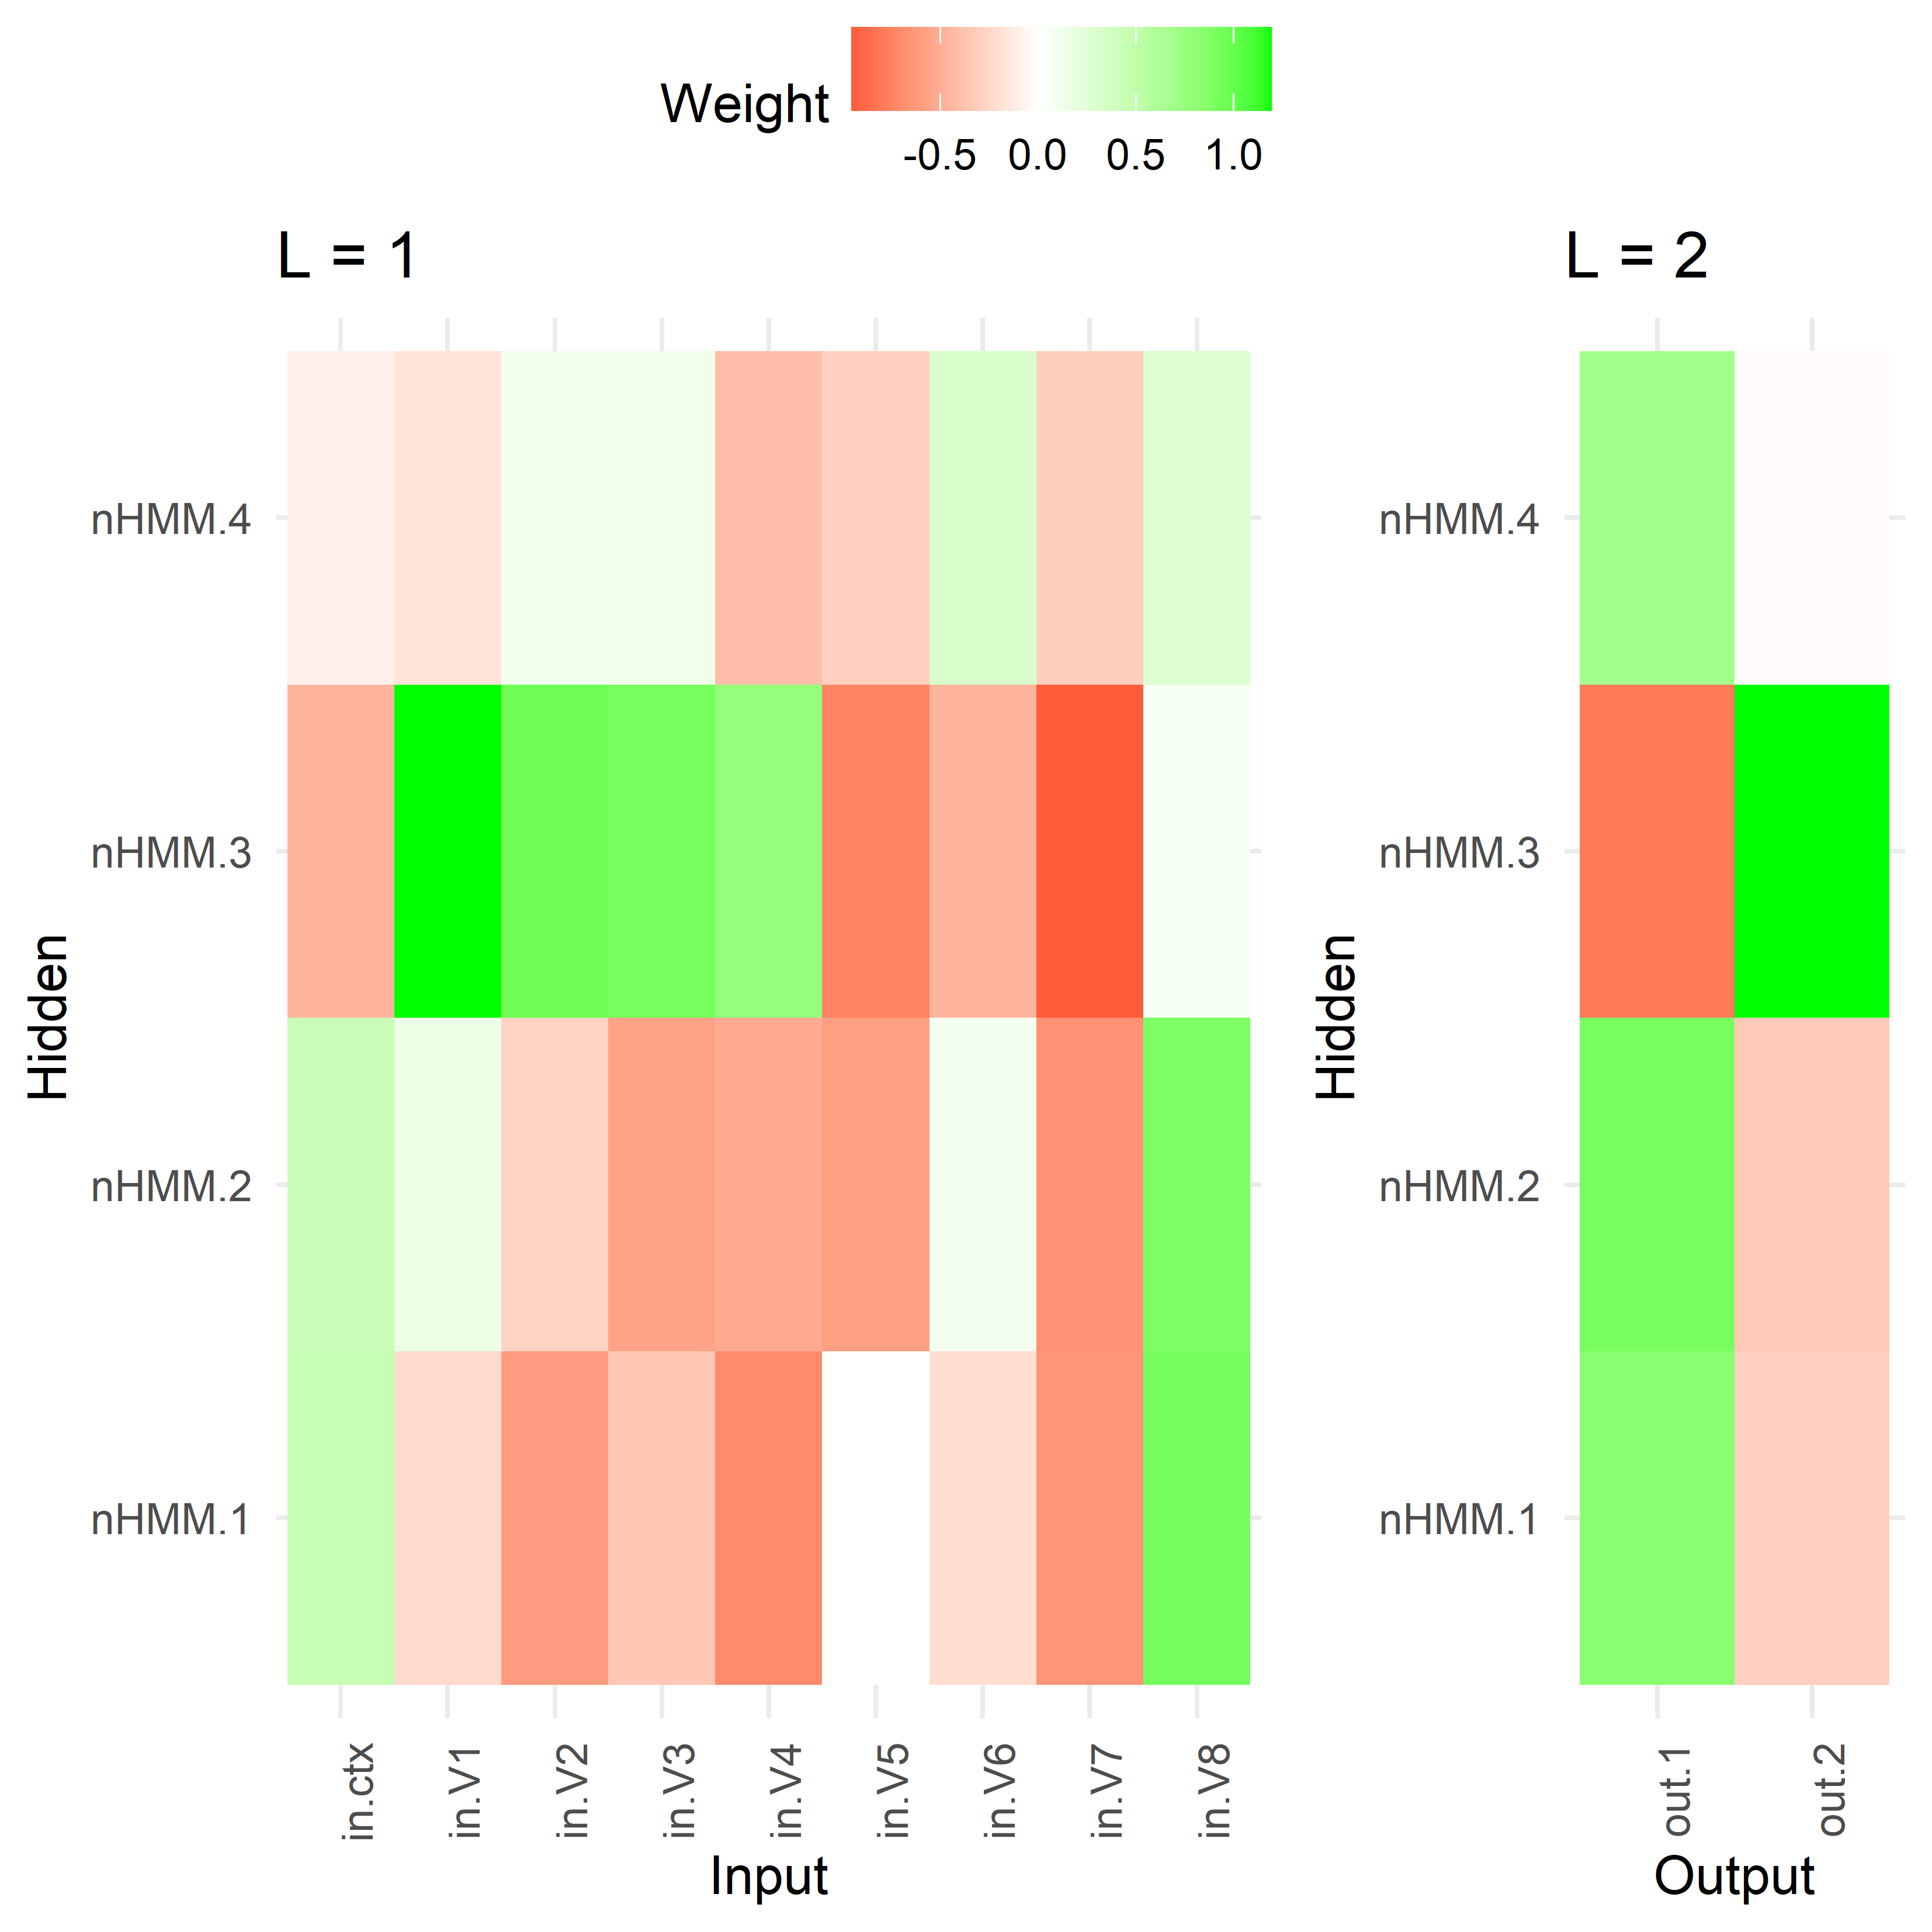 Weight
-0.5 0.0 0.5 1.0
L = 1
nHMM.4
nHMM.3
nHMM.2
nHMM.1
Hidden
in.ctx in.V1 in.V2 in.V3 in.V4 in.V5 in.V6 in.V7 in.V8
Input
L = 2
nHMM.4
nHMM.3
nHMM.2
nHMM.1
Hidden
out.1 out.2
Output